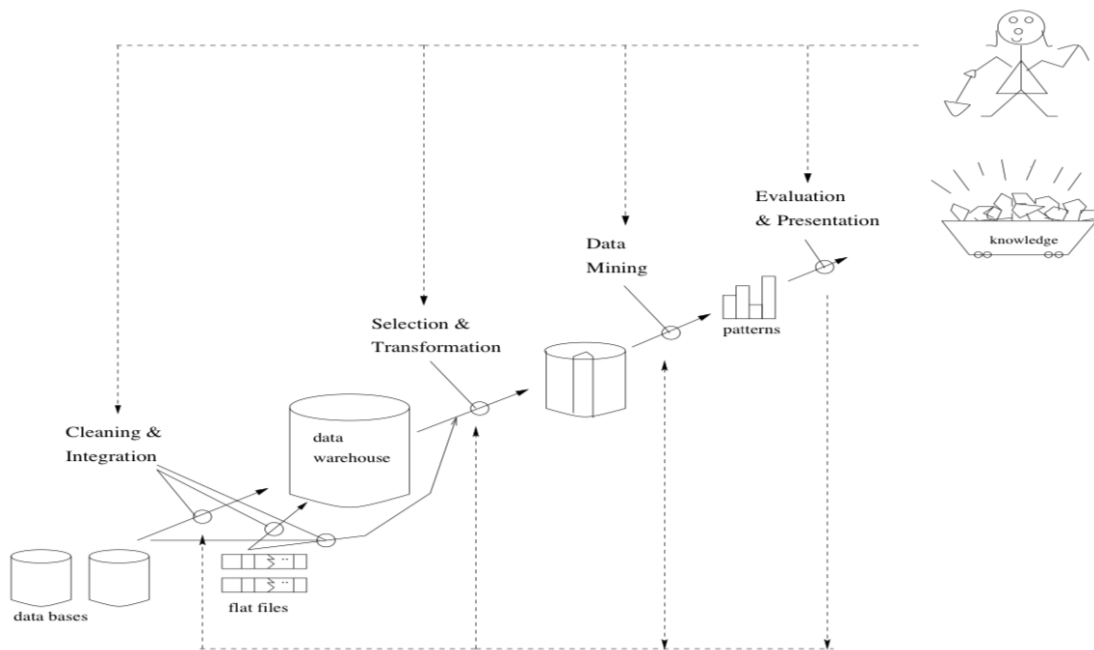 Evaluation
& Presentation
knowledge
Data
Mining
patterns
Selection &
Transformation
data
warehouse
Cleaning &
Integration
data bases
flat files